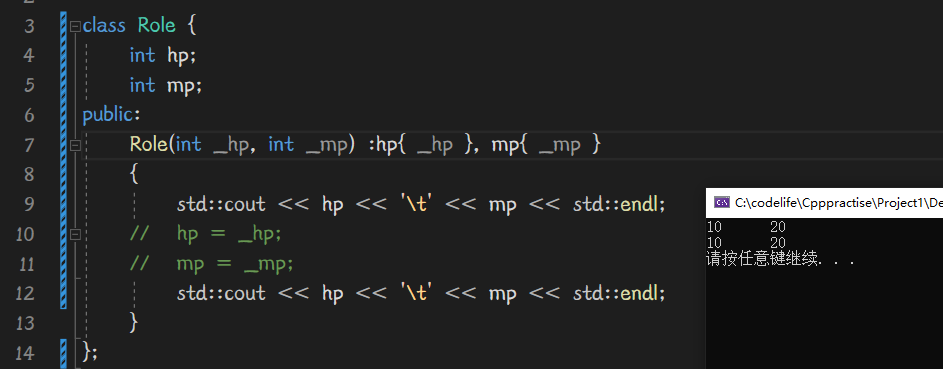 3 class Role {
4 int hp;
5 int mp;
6 public:
7 Role(int _hp, int _mp) :hp{ _hp }, mp{ _mp }
8 {
9 std::cout << hp << '\t' << mp << std::endl;
10 // hp = _hp;
11 // mp = _mp;
12 std::cout << hp << '\t' << mp << std::endl;
13 }
14 };
C:\codelife\Cpppractise\Project1\De
10 20
10 20
请按任意键继续. . .